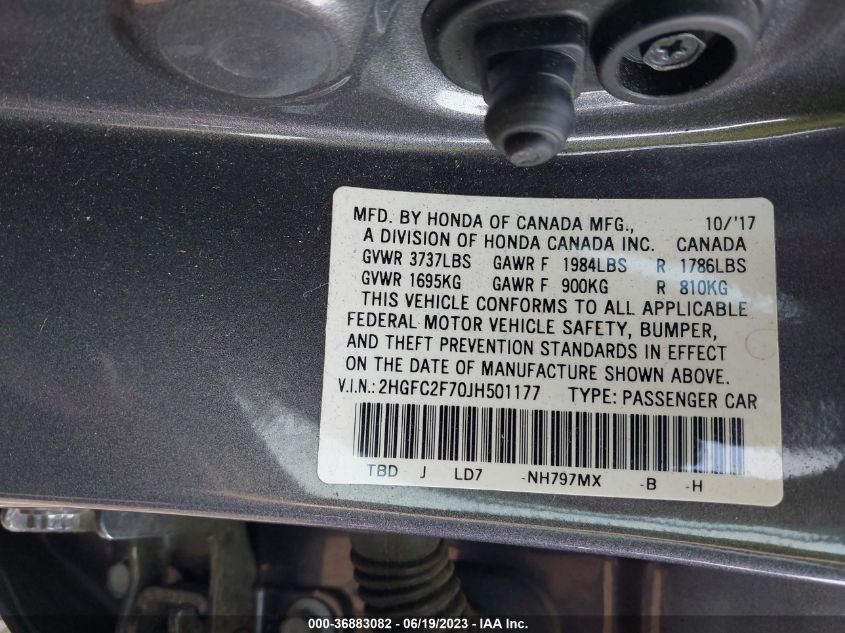 MFD. BY HONDA OF CANADA MFG., 10/'17
A DIVISION OF HONDA CANADA INC. CANADA
GVWR 3737LBS GAWR F 1984LBS R 1786LBS
GVWR 1695KG GAWR F 900KG R 810KG
THIS VEHICLE CONFORMS TO ALL APPLICABLE
FEDERAL MOTOR VEHICLE SAFETY, BUMPER,
AND THEFT PREVENTION STANDARDS IN EFFECT
ON THE DATE OF MANUFACTURE SHOWN ABOVE.
V.I.N.: 2HGFC2F70JH501177 TYPE: PASSENGER CAR
TBD J LD7 -NH797MX -B -H
000-36883082 - 06/19/2023 - IAA Inc.